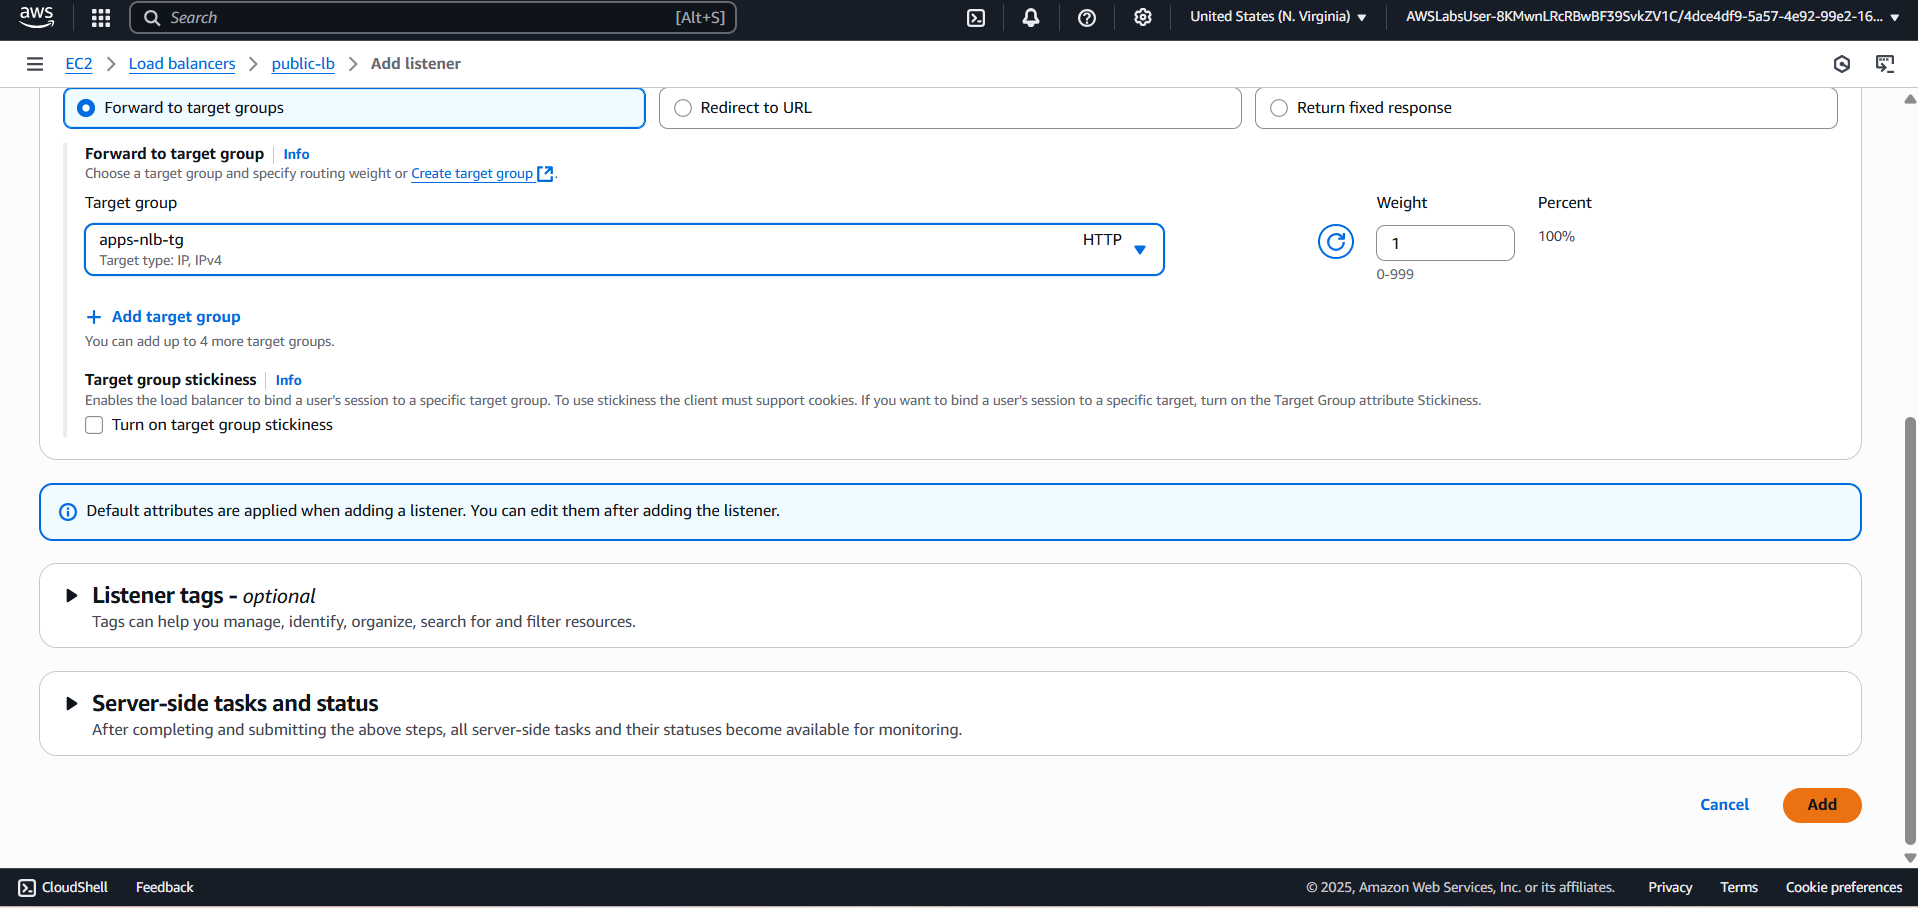 aws
Search [Alt+S]
United States (N. Virginia)
AWSLabsUser-8KMwnLRcRBwBF39SvkZV1C/4dce4df9-5a57-4e92-99e2-16...
EC2 > Load balancers > public-lb > Add listener
Forward to target groups
Redirect to URL
Return fixed response
Forward to target group | Info
Choose a target group and specify routing weight or Create target group.
Target group
Weight
Percent
apps-nlb-tg
HTTP
Target type: IP, IPv4
1
100%
0-999
+ Add target group
You can add up to 4 more target groups.
Target group stickiness | Info
Enables the load balancer to bind a user's session to a specific target group. To use stickiness the client must support cookies. If you want to bind a user's session to a specific target, turn on the Target Group attribute Stickiness.
Turn on target group stickiness
Default attributes are applied when adding a listener. You can edit them after adding the listener.
Listener tags - optional
Tags can help you manage, identify, organize, search for and filter resources.
Server-side tasks and status
After completing and submitting the above steps, all server-side tasks and their statuses become available for monitoring.
Cancel
Add
CloudShell
Feedback
© 2025, Amazon Web Services, Inc. or its affiliates.
Privacy
Terms
Cookie preferences